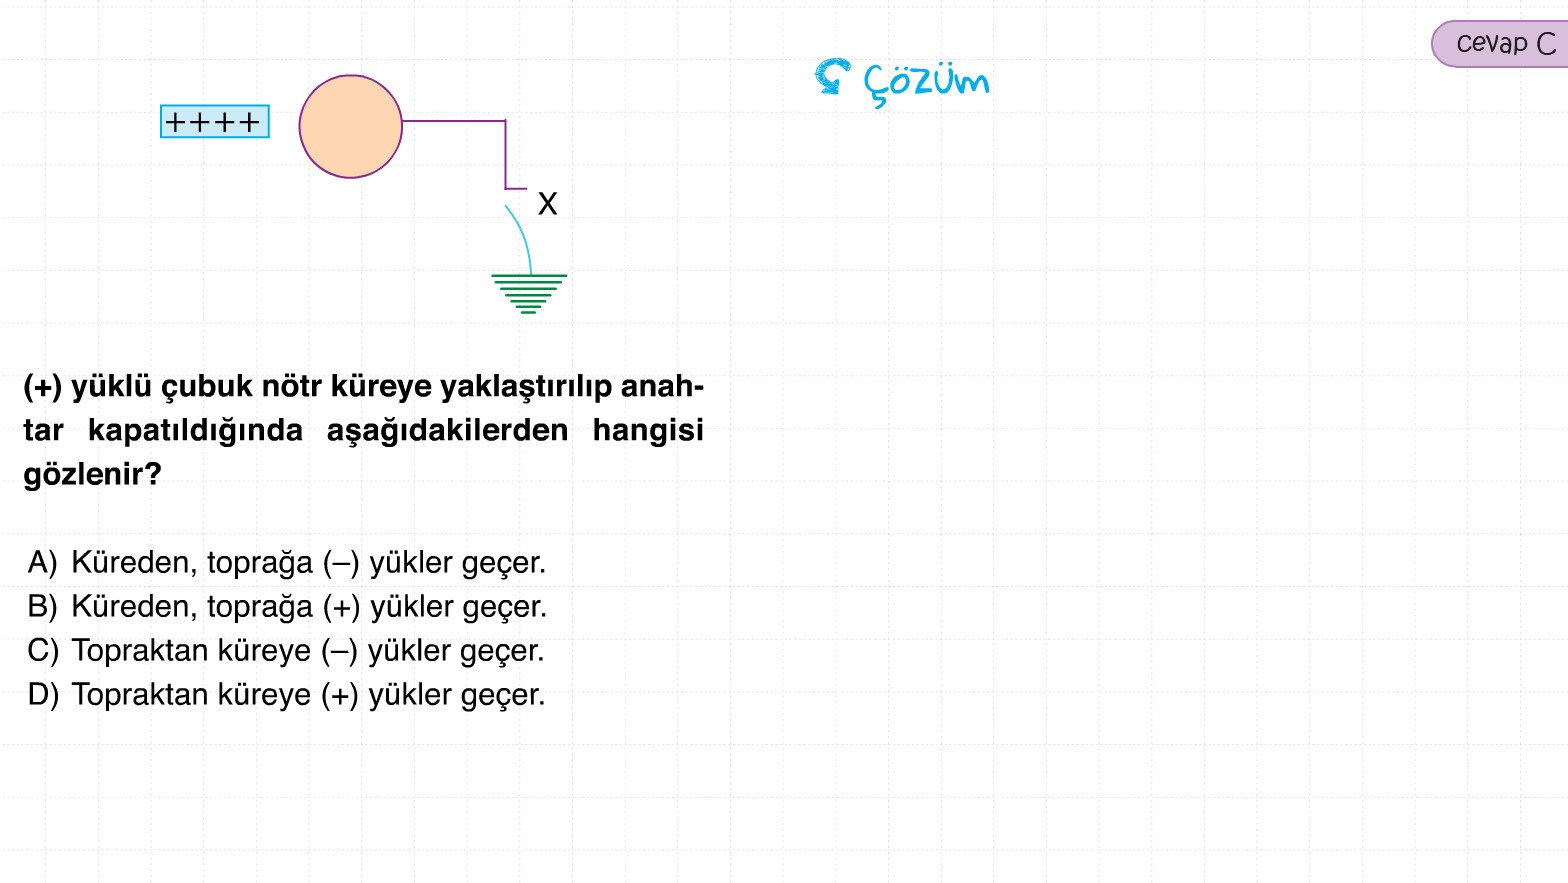 cevap C
Çözüm
++++
X
(+) yüklü çubuk nötr küreye yaklaştırılıp anah-
tar kapatıldığında aşağıdakilerden hangisi
gözlenir?
A) Küreden, toprağa (–) yükler geçer.
B) Küreden, toprağa (+) yükler geçer.
C) Topraktan küreye (–) yükler geçer.
D) Topraktan küreye (+) yükler geçer.